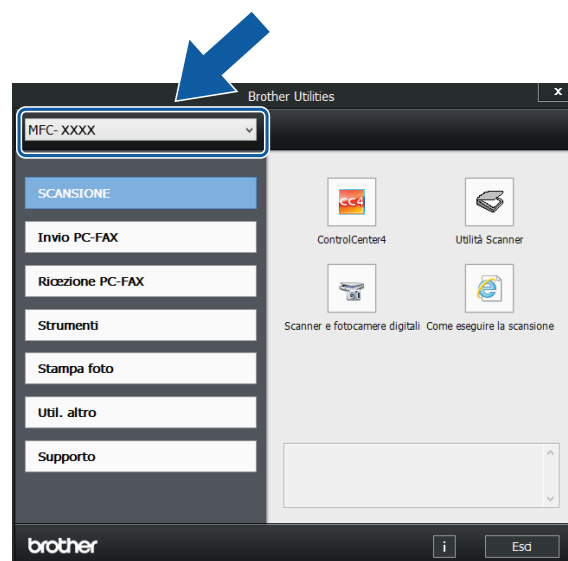 Brother Utilities
x
MFC- XXXX
SCANSIONE
Invio PC-FAX
Ricezione PC-FAX
Strumenti
Stampa foto
Util. altro
Supporto
CC4
ControlCenter4
Utilità Scanner
Scanner e fotocamere digitali
Come eseguire la scansione
brother
i
Esci